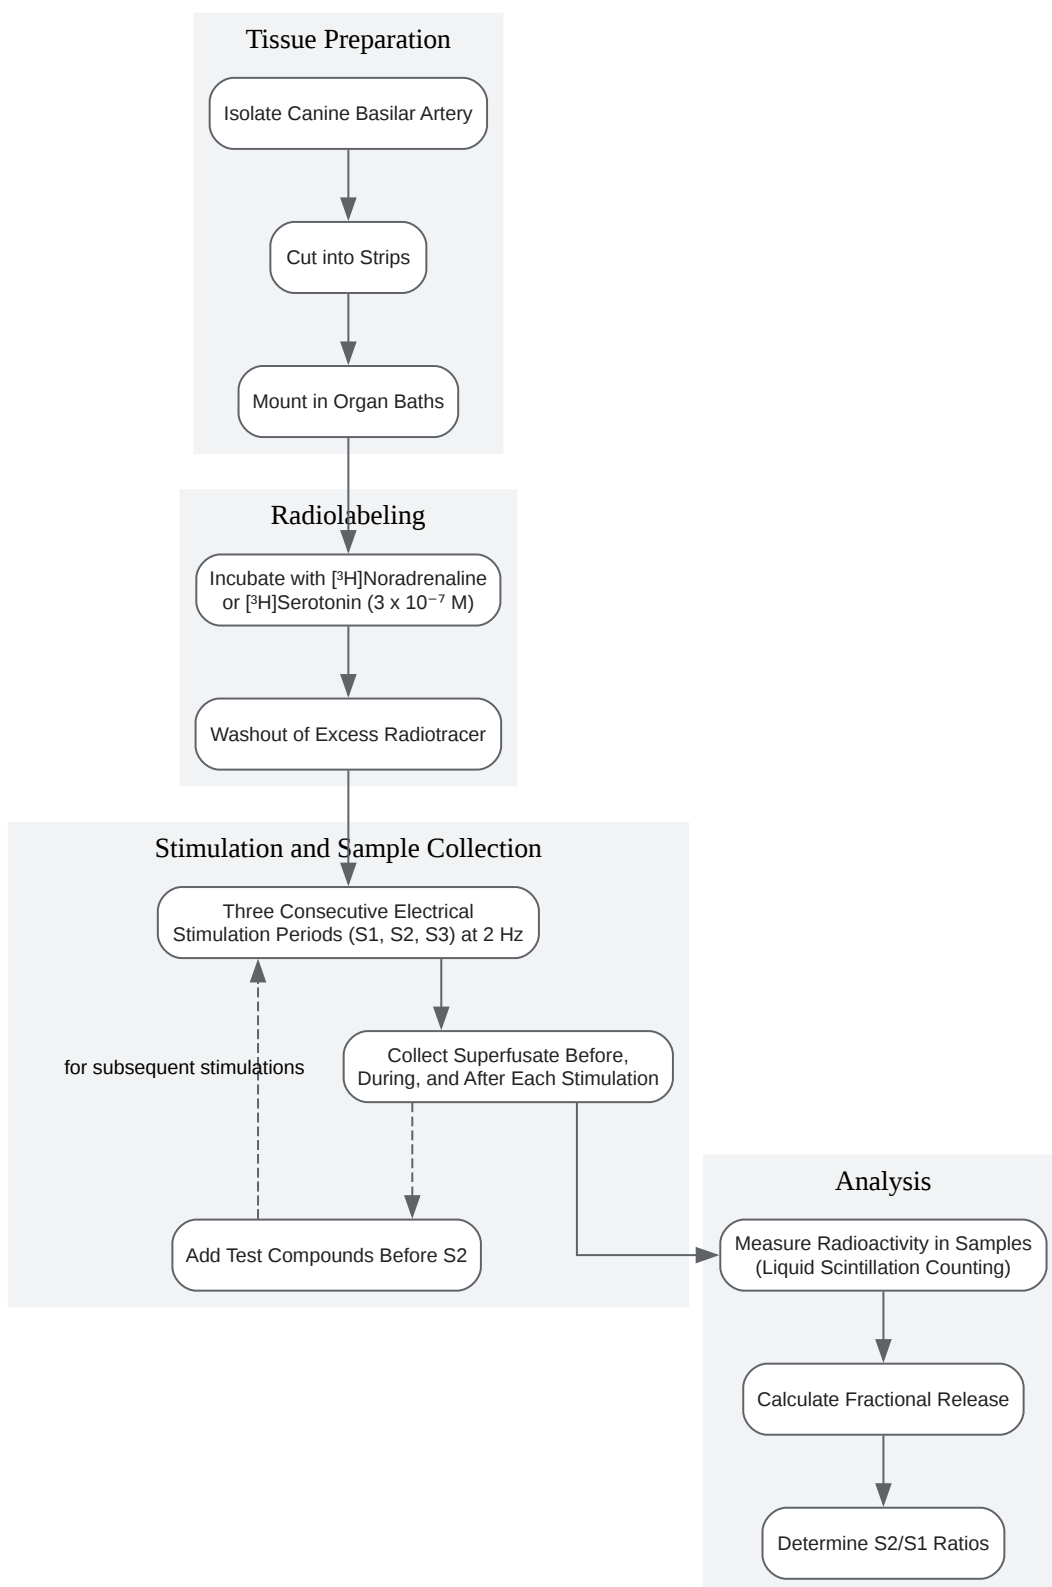 Tissue Preparation
Isolate Canine Basilar Artery
Cut into Strips
Mount in Organ Baths
Radiolabeling
Incubate with [³H]Noradrenaline
or [³H]Serotonin (3 x 10⁻⁷ M)
Washout of Excess Radiotracer
Stimulation and Sample Collection
Three Consecutive Electrical
Stimulation Periods (S1, S2, S3) at 2 Hz
for subsequent stimulations
Collect Superfusate Before,
During, and After Each Stimulation
Add Test Compounds Before S2
Analysis
Measure Radioactivity in Samples
(Liquid Scintillation Counting)
Calculate Fractional Release
Determine S2/S1 Ratios